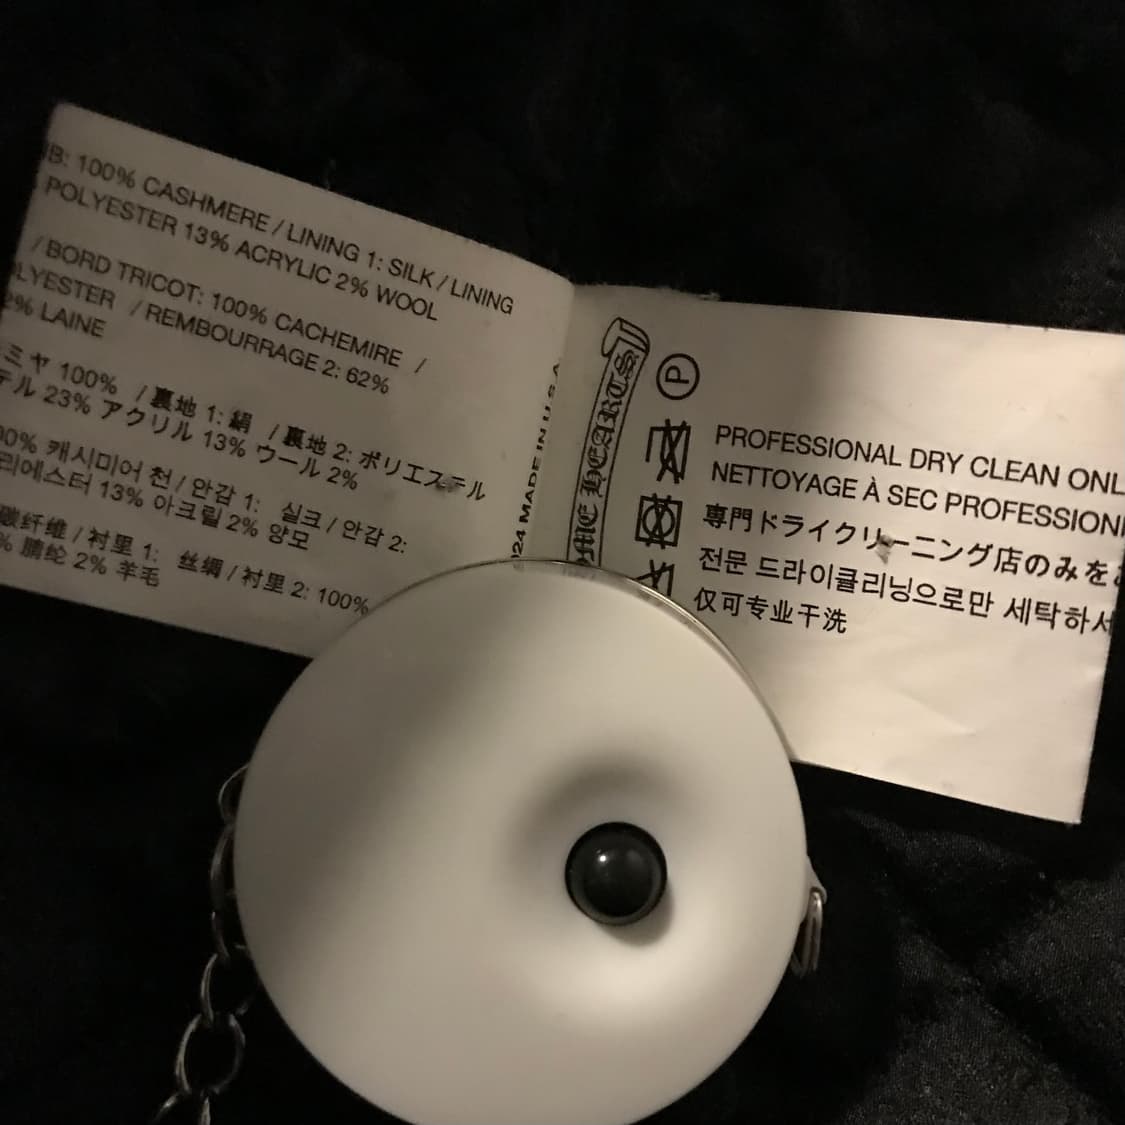 100% CASHMERE / LINING 1: SILK / LINING
POLYESTER 13% ACRYLIC 2% WOOL
/ BORD TRICOT: 100% CACHEMIRE /
/ REMBOURRAGE 2: 62%
LAINE
ミヤ 100% / 裏地 1: 絹 / 裏地 2: ポリエステル
テル 23% アクリル 13% ウール 2%
캐시미어 천 / 안감 1: 실크 / 안감 2:
리에스터 13% 아크릴 2% 양모
碳纤维 / 衬里 1: 丝绸 / 衬里 2: 100%
% 腈纶 2% 羊毛
MADE IN U.S.A.
HEARTS
P
PROFESSIONAL DRY CLEAN ONL
NETTOYAGE À SEC PROFESSION
専門ドライクリーニング店のみを
전문 드라이클리닝으로만 세탁하
仅可专业干洗